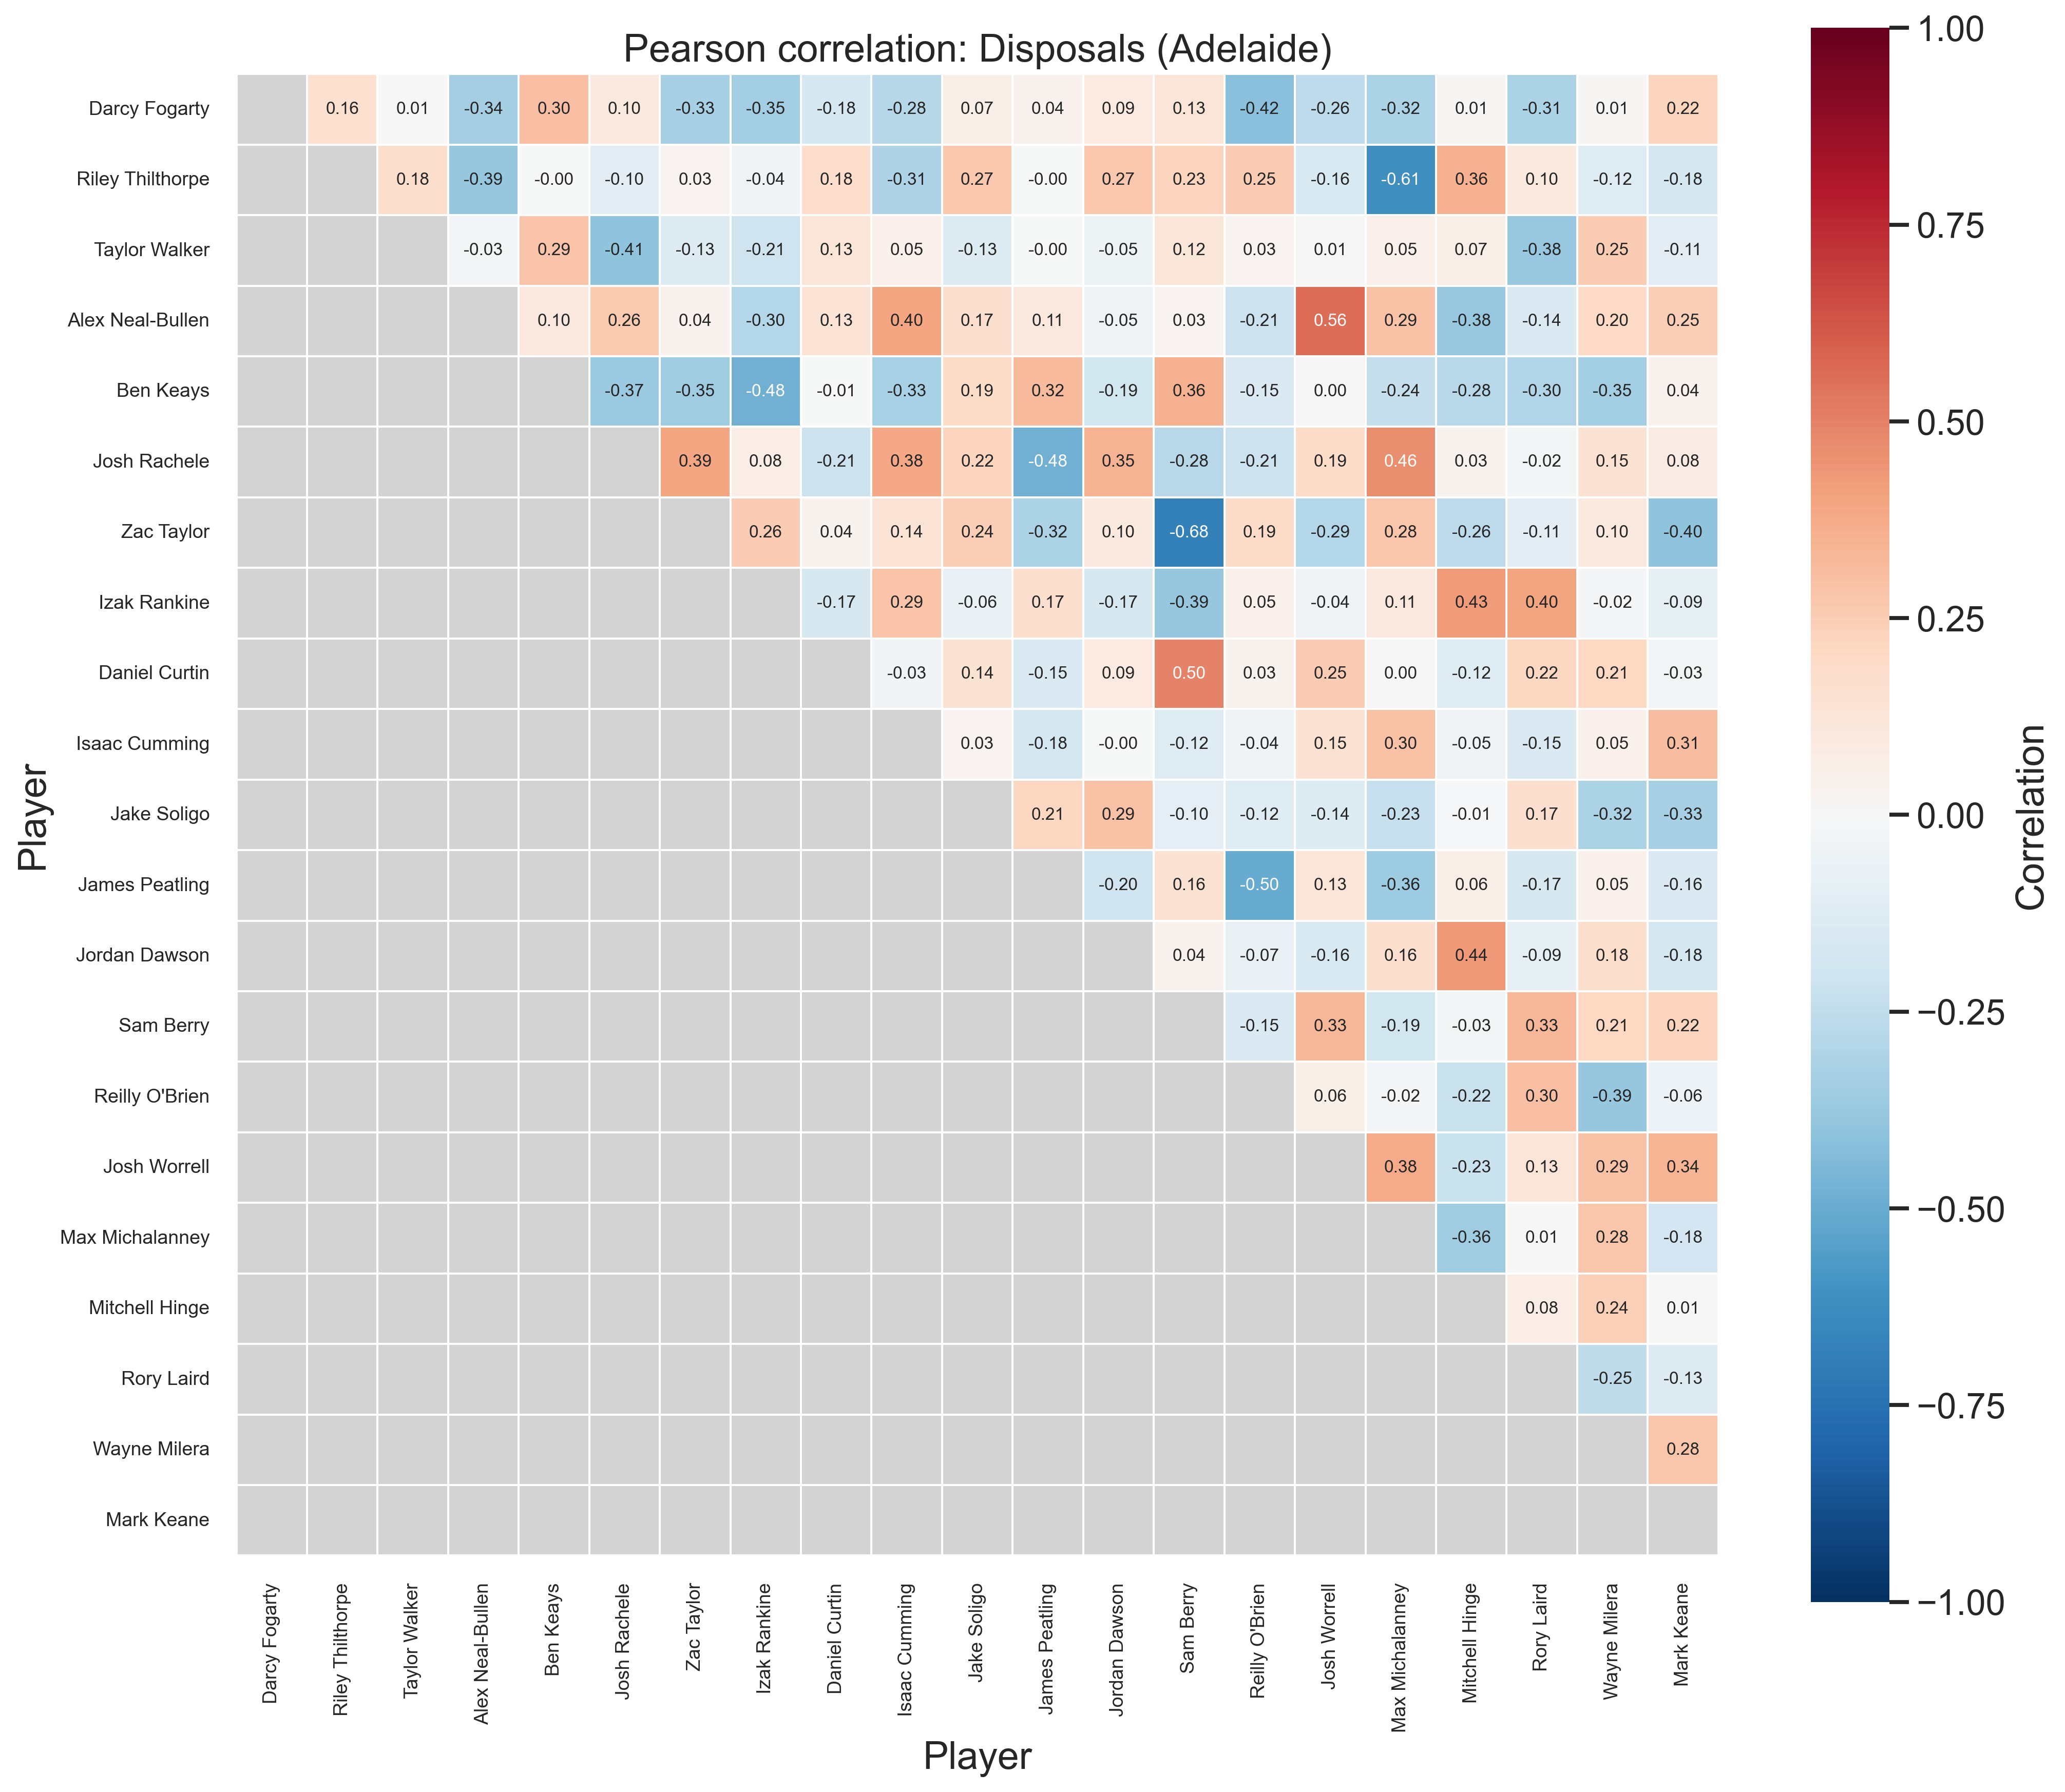 Pearson correlation: Disposals (Adelaide)
Darcy Fogarty 0.16 0.01 -0.34 0.30 0.10 -0.33 -0.35 -0.18 -0.28 0.07 0.04 0.09 0.13 -0.42 -0.26 -0.32 0.01 -0.31 0.01 0.22
Riley Thilthorpe 0.18 -0.39 -0.00 -0.10 0.03 -0.04 0.18 -0.31 0.27 -0.00 0.27 0.23 0.25 -0.16 -0.61 0.36 0.10 -0.12 -0.18
Taylor Walker -0.03 0.29 -0.41 -0.13 -0.21 0.13 0.05 -0.13 -0.00 -0.05 0.12 0.03 0.01 0.05 0.07 -0.38 0.25 -0.11
Alex Neal-Bullen 0.10 0.26 0.04 -0.30 0.13 0.40 0.17 0.11 -0.05 0.03 -0.21 0.56 0.29 -0.38 -0.14 0.20 0.25
Ben Keays -0.37 -0.35 -0.48 -0.01 -0.33 0.19 0.32 -0.19 0.36 -0.15 0.00 -0.24 -0.28 -0.30 -0.35 0.04
Josh Rachele 0.39 0.08 -0.21 0.38 0.22 -0.48 0.35 -0.28 -0.21 0.19 0.46 0.03 -0.02 0.15 0.08
Zac Taylor 0.26 0.04 0.14 0.24 -0.32 0.10 -0.68 0.19 -0.29 0.28 -0.26 -0.11 0.10 -0.40
Izak Rankine -0.17 0.29 -0.06 0.17 -0.17 -0.39 0.05 -0.04 0.11 0.43 0.40 -0.02 -0.09
Daniel Curtin -0.03 0.14 -0.15 0.09 0.50 0.03 0.25 0.00 -0.12 0.22 0.21 -0.03
Isaac Cumming 0.03 -0.18 -0.00 -0.12 -0.04 0.15 0.30 -0.05 -0.15 0.05 0.31
Jake Soligo 0.21 0.29 -0.10 -0.12 -0.14 -0.23 -0.01 0.17 -0.32 -0.33
James Peatling -0.20 0.16 -0.50 0.13 -0.36 0.06 -0.17 0.05 -0.16
Jordan Dawson 0.04 -0.07 -0.16 0.16 0.44 -0.09 0.18 -0.18
Sam Berry -0.15 0.33 -0.19 -0.03 0.33 0.21 0.22
Reilly O'Brien 0.06 -0.02 -0.22 0.30 -0.39 -0.06
Josh Worrell 0.38 -0.23 0.13 0.29 0.34
Max Michalanney -0.36 0.01 0.28 -0.18
Mitchell Hinge 0.08 0.24 0.01
Rory Laird -0.25 -0.13
Wayne Milera 0.28
Mark Keane
Player
Darcy Fogarty
Riley Thilthorpe
Taylor Walker
Alex Neal-Bullen
Ben Keays
Josh Rachele
Zac Taylor
Izak Rankine
Daniel Curtin
Isaac Cumming
Jake Soligo
James Peatling
Jordan Dawson
Sam Berry
Reilly O'Brien
Josh Worrell
Max Michalanney
Mitchell Hinge
Rory Laird
Wayne Milera
Mark Keane
Player
1.00
0.75
0.50
0.25
0.00
−0.25
−0.50
−0.75
−1.00
Correlation